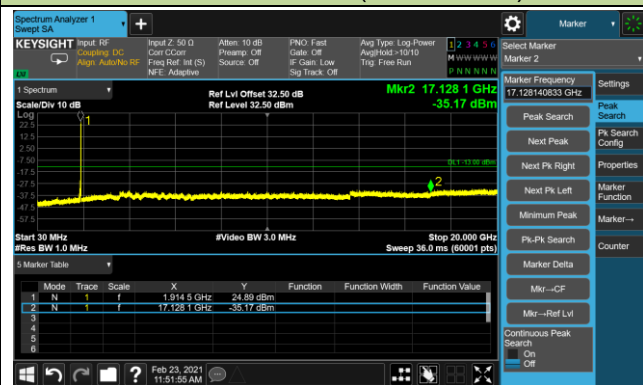 Spectrum Analyzer 1
Swept SA
Marker
KEYSIGHT
Input: RF
Coupling: DC
Align: Auto/No RF
Input Z: 50 Ω
Corr CCorr
Freq Ref: Int (S)
NFE: Adaptive
Atten: 10 dB
Preamp: Off
Source: Off
PNO: Fast
Gate: Off
IF Gain: Low
Sig Track: Off
Avg Type: Log-Power
Avg|Hold:>10/10
Trig: Free Run
1 2 3 4 5 6
M W W W W W
P N N N N N
Select Marker
Marker 2
LXI
1 Spectrum
Scale/Div 10 dB
Ref Lvl Offset 32.50 dB
Ref Level 32.50 dBm
Mkr2 17.128 1 GHz
-35.17 dBm
Log
22.5
12.5
2.50
-7.50
-17.5
-27.5
-37.5
-47.5
-57.5
1
DL1 -13.00 dBm
2
Start 30 MHz
#Res BW 1.0 MHz
#Video BW 3.0 MHz
Stop 20.000 GHz
Sweep 36.0 ms (60001 pts)
5 Marker Table
Mode Trace Scale X Y Function Function Width Function Value
1 N 1 f 1.914 5 GHz 24.89 dBm
2 N 1 f 17.128 1 GHz -35.17 dBm
3
4
5
6
Marker Frequency
17.128140833 GHz
Peak Search
Next Peak
Next Pk Right
Next Pk Left
Minimum Peak
Pk-Pk Search
Marker Delta
Mkr→CF
Mkr→Ref Lvl
Continuous Peak
Search
On
Off
Settings
Peak
Search
Pk Search
Config
Properties
Marker
Function
Marker→
Counter
Feb 23, 2021
11:51:55 AM